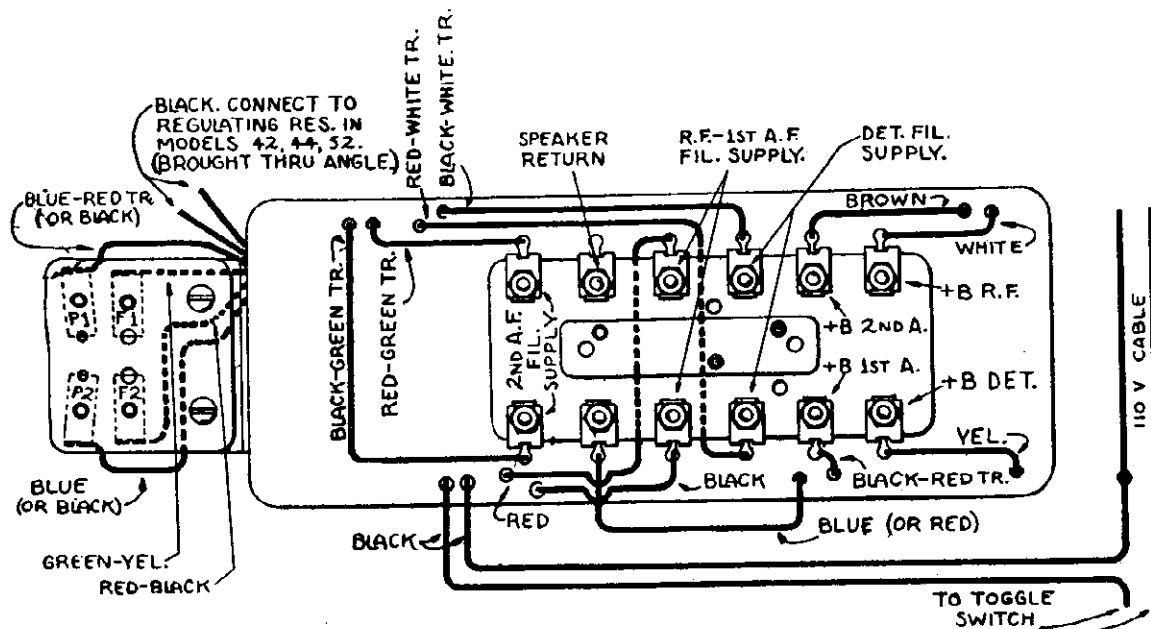 BLACK. CONNECT TO
REGULATING RES. IN
MODELS 42, 44, 52.
(BROUGHT THRU ANGLE.)
BLUE-RED TR.
(OR BLACK)
RED-WHITE TR.
BLACK-WHITE. TR.
SPEAKER
RETURN
R.F.-1ST A.F.
FIL. SUPPLY.
DET. FIL.
SUPPLY.
BROWN
WHITE
BLACK-GREEN TR.
RED-GREEN TR.
2ND A.F.
FIL.
SUPPLY
+B R.F.
+B 2ND A.
+B 1ST A.
+B DET.
110 V CABLE
P1
F1
P2
F2
YEL.
BLACK-RED TR.
BLACK
RED
BLUE (OR RED)
BLUE
(OR BLACK)
BLACK
GREEN-YEL.
RED-BLACK
TO TOGGLE
SWITCH